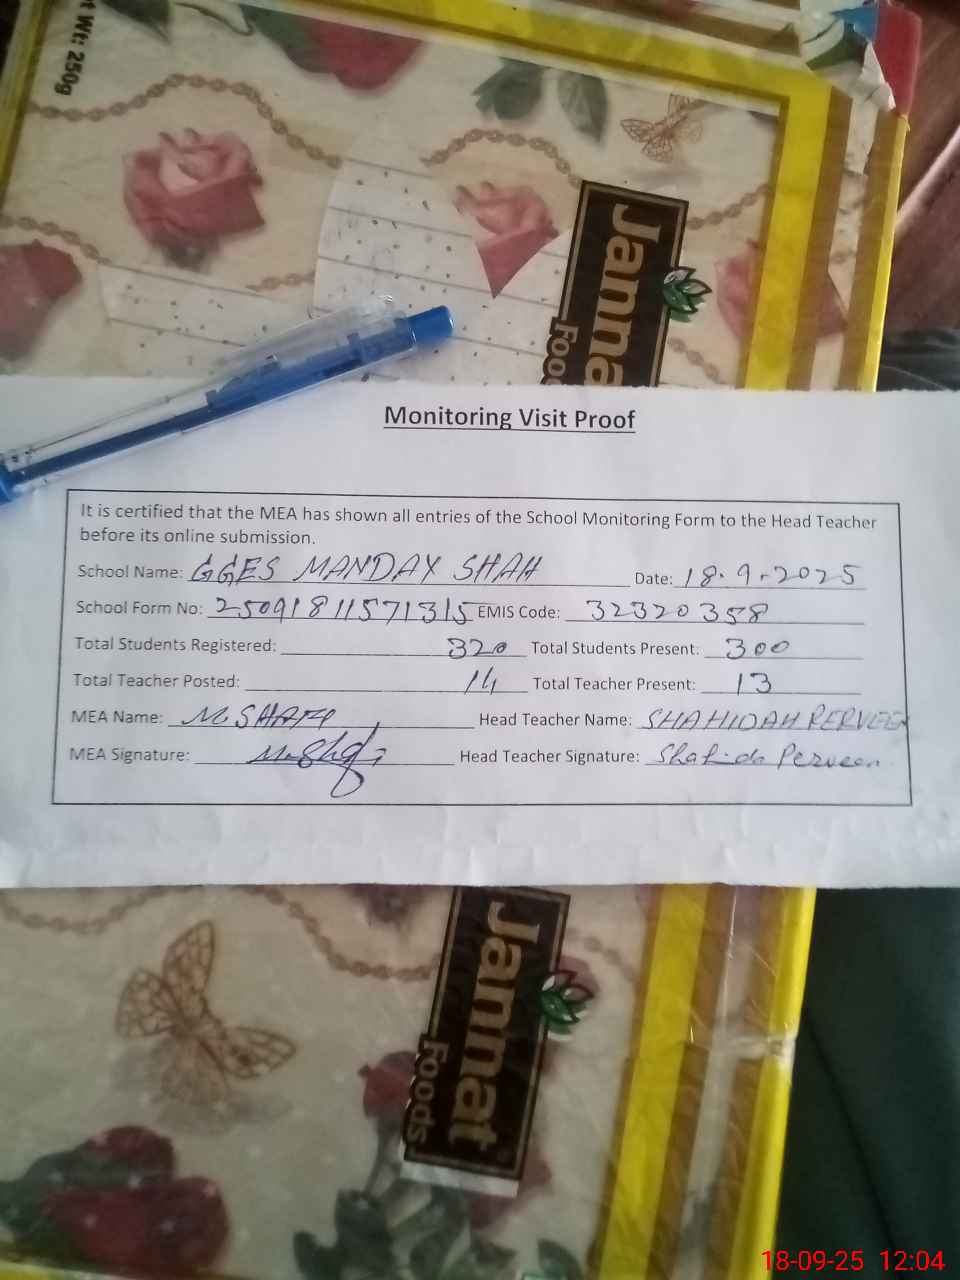 t Wt: 250g
Jannat
Foods
Monitoring Visit Proof
It is certified that the MEA has shown all entries of the School Monitoring Form to the Head Teacher
before its online submission.
School Name: GGES MANDAY SHAH Date: 18.9.2025
School Form No: 25091811571315 EMIS Code: 32320358
Total Students Registered: 320 Total Students Present: 300
Total Teacher Posted: 14 Total Teacher Present: 13
MEA Name: M SHAFI Head Teacher Name: SHAHIDAH PERVEEN
MEA Signature: Head Teacher Signature: Shahida Perveen
Jannat
Foods
18-09-25 12:04